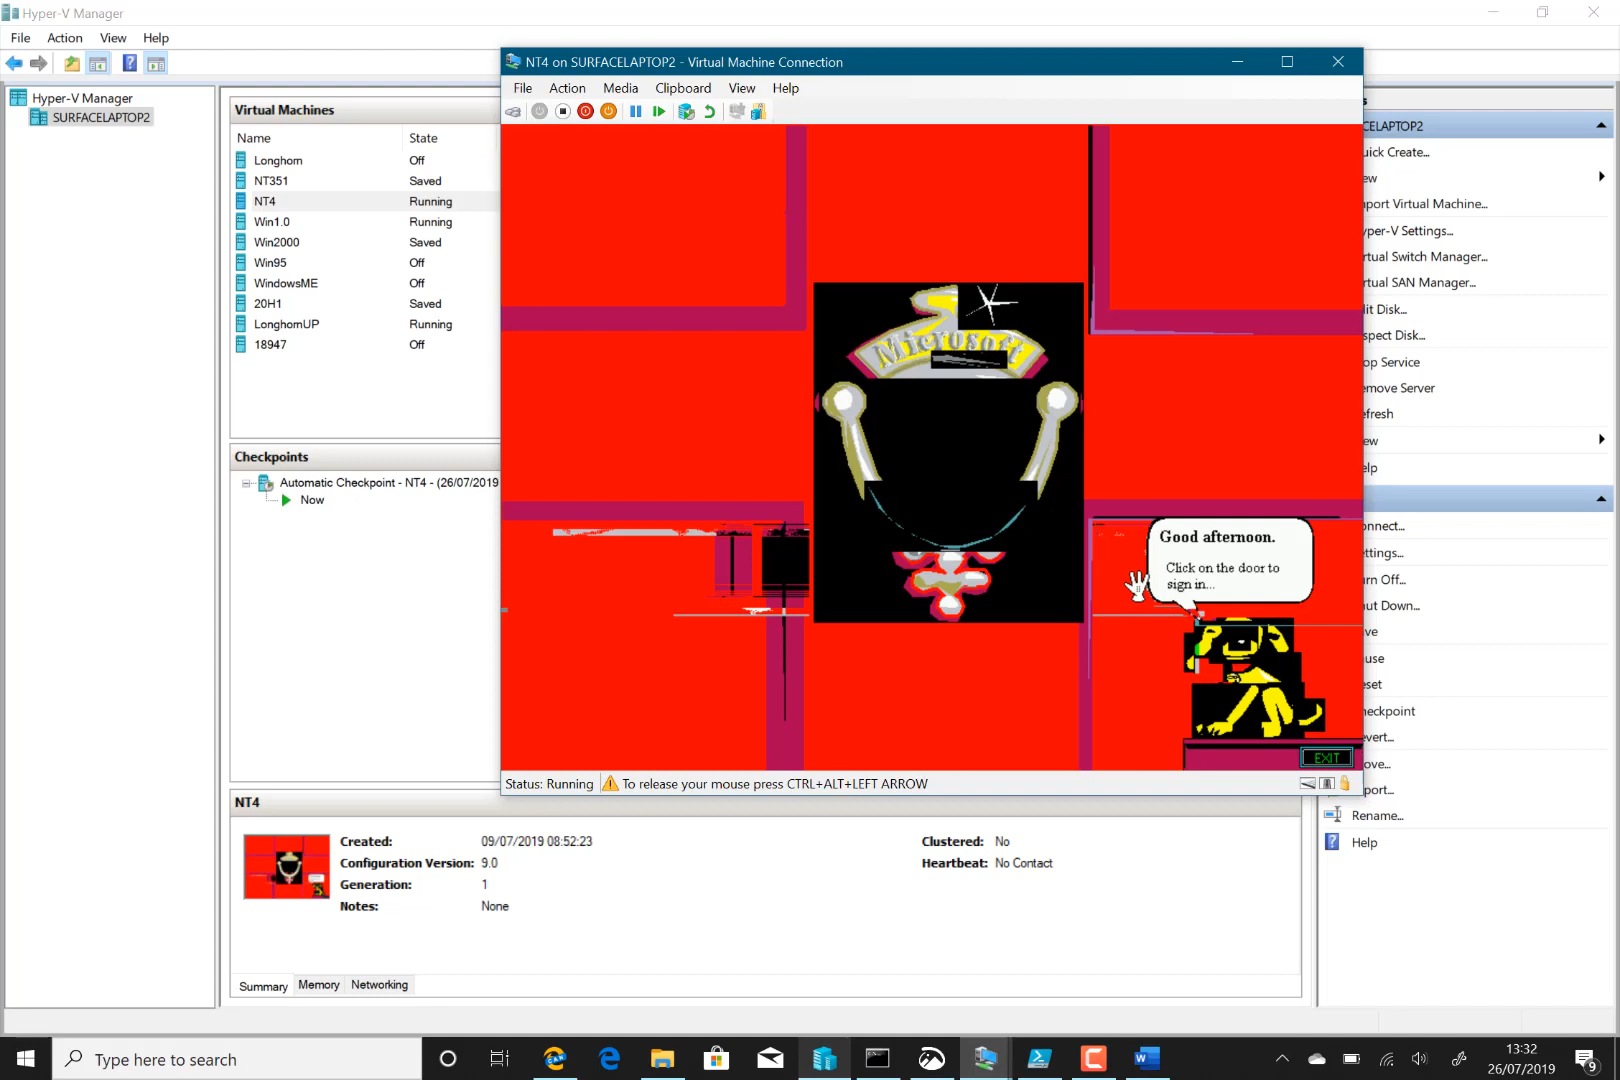 Hyper-V Manager
File Action View Help
Hyper-V Manager
SURFACELAPTOP2
Virtual Machines
Name State
Longhorn Off
NT351 Saved
NT4 Running
Win1.0 Running
Win2000 Saved
Win95 Off
WindowsME Off
20H1 Saved
LonghornUP Running
18947 Off
Checkpoints
Automatic Checkpoint - NT4 - (26/07/2019
Now
NT4 on SURFACELAPTOP2 - Virtual Machine Connection
File Action Media Clipboard View Help
Microsoft
Good afternoon.
Click on the door to
sign in...
EXIT
Status: Running To release your mouse press CTRL+ALT+LEFT ARROW
NT4
Created: 09/07/2019 08:52:23 Clustered: No
Configuration Version: 9.0 Heartbeat: No Contact
Generation: 1
Notes: None
Summary Memory Networking
s
CELAPTOP2
uick Create...
ew
port Virtual Machine...
yper-V Settings...
rtual Switch Manager...
rtual SAN Manager...
lit Disk...
spect Disk...
op Service
emove Server
efresh
ew
elp
onnect...
ettings...
urn Off...
hut Down...
ve
use
eset
heckpoint
evert...
ove...
port...
Rename...
Help
Type here to search
13:32
26/07/2019
9